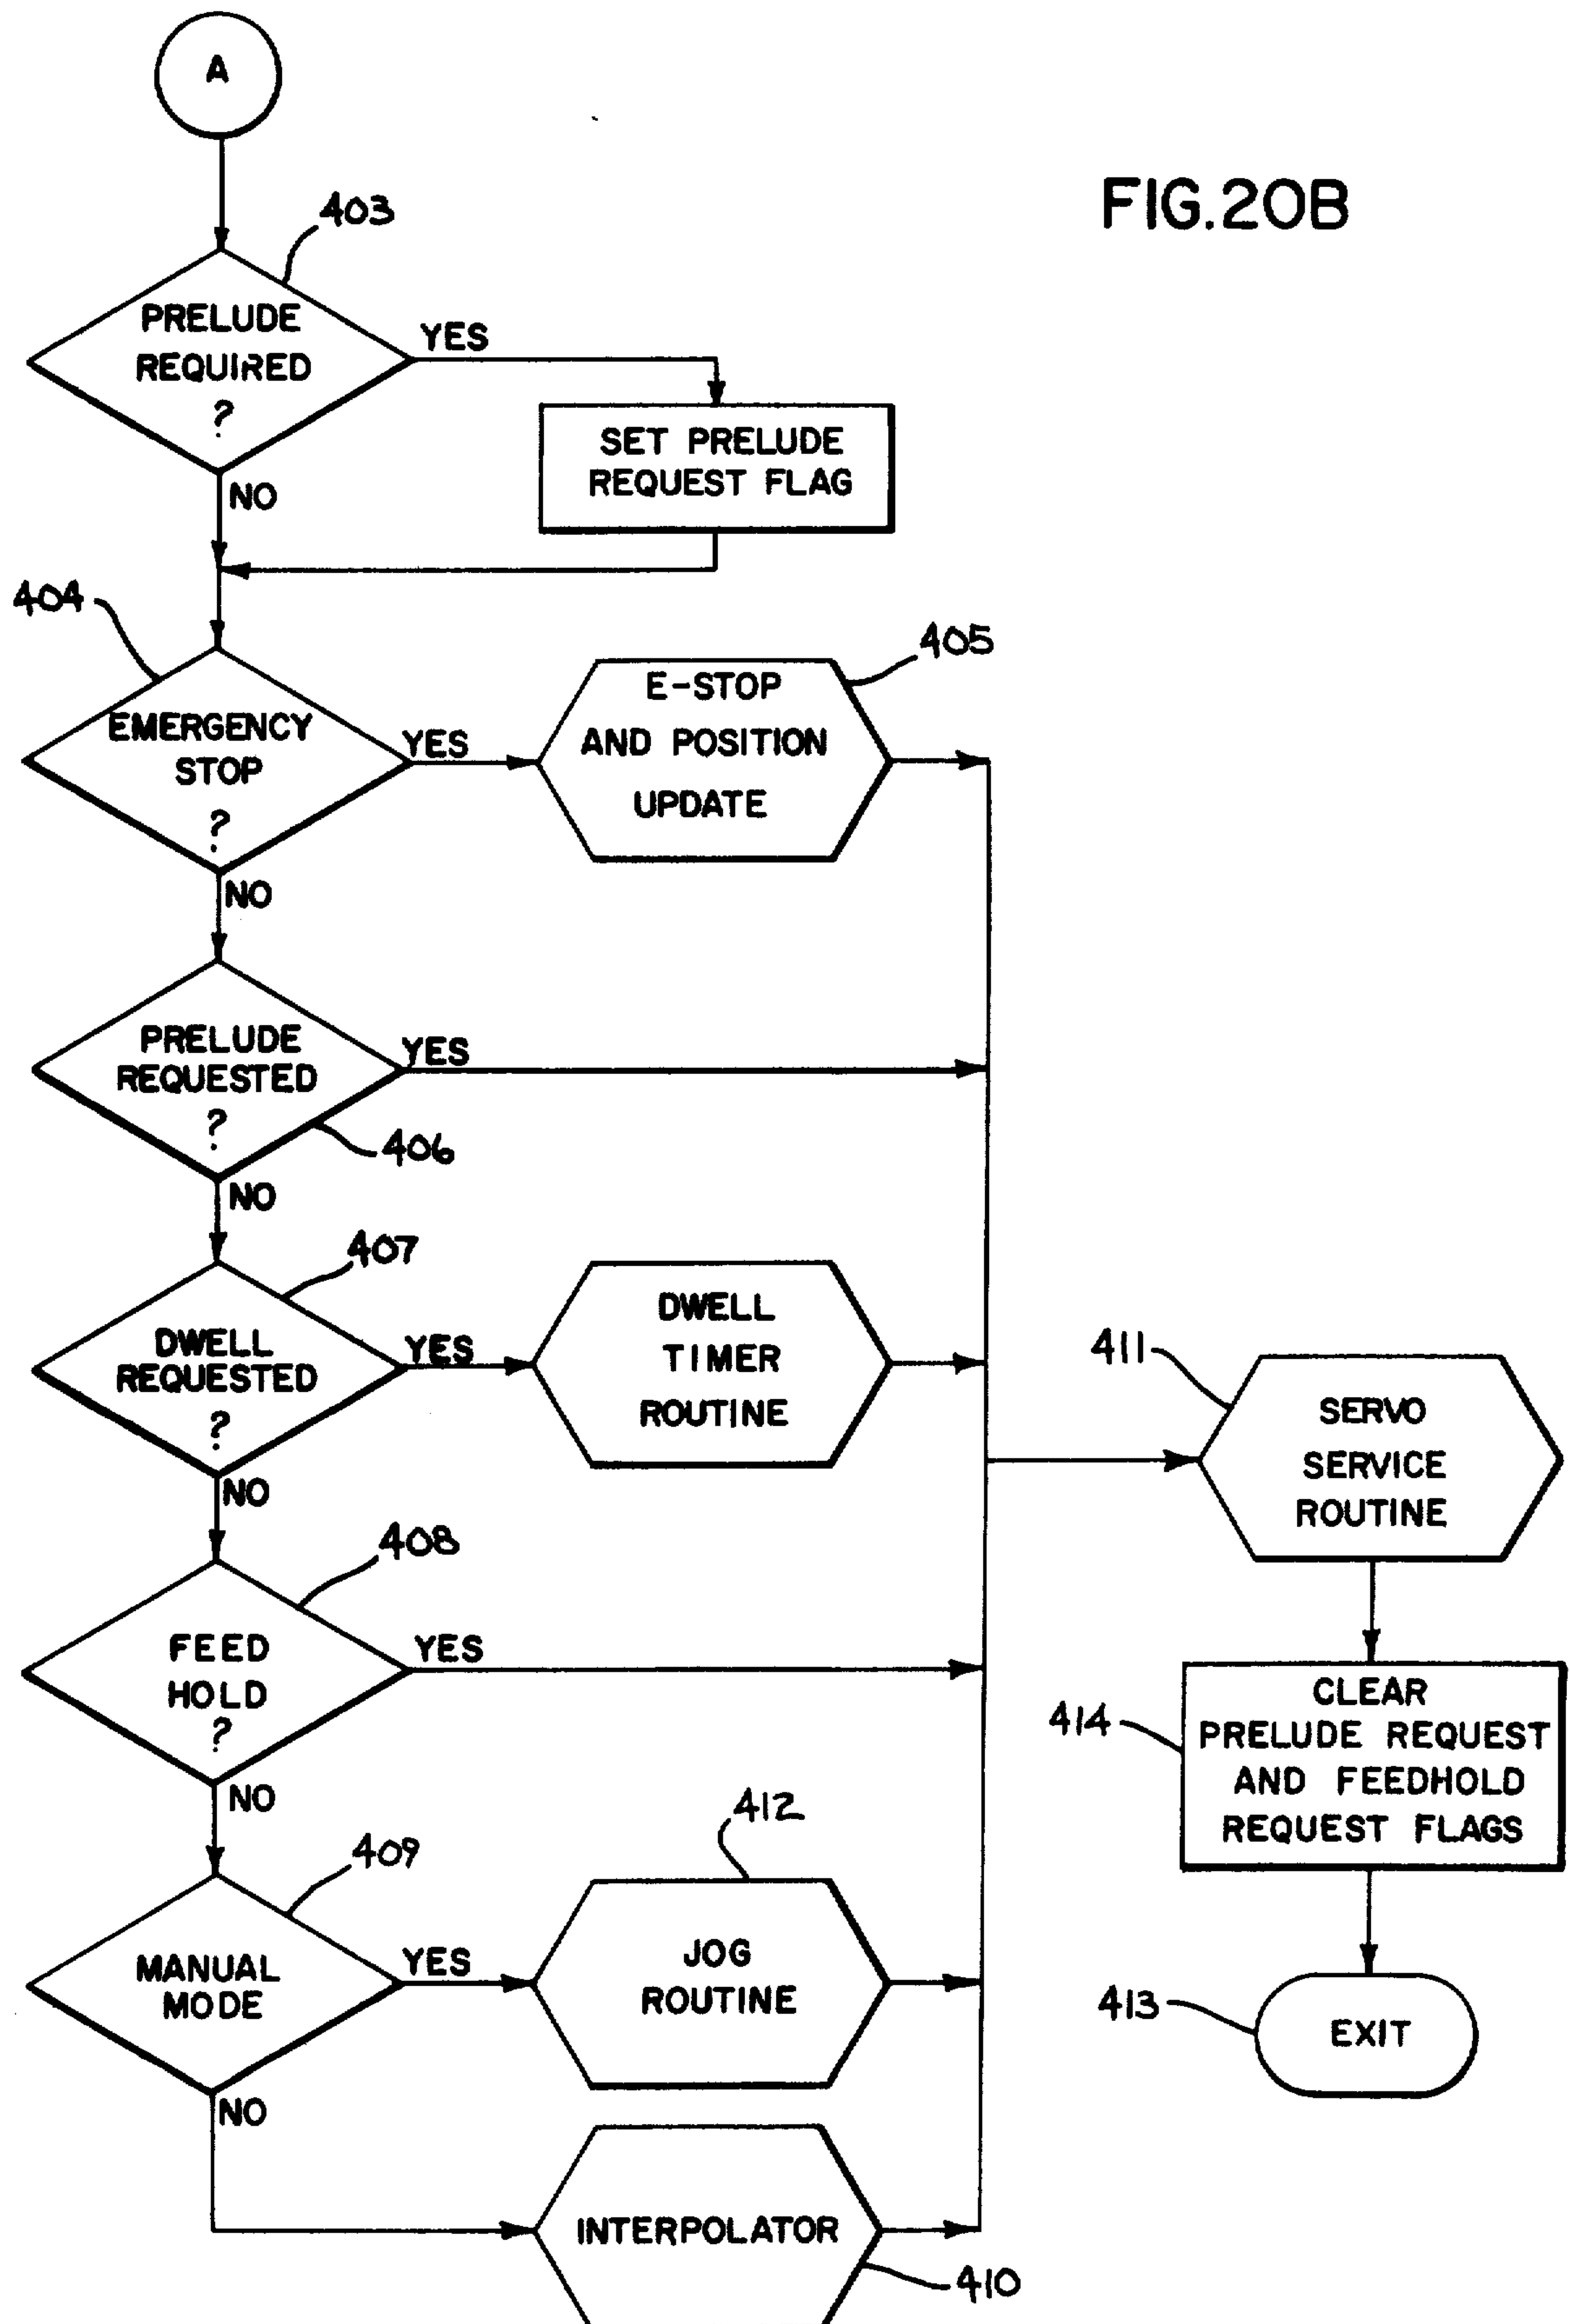 A
FIG.20B
403
PRELUDE
REQUIRED
?
YES
NO
SET PRELUDE
REQUEST FLAG
404
EMERGENCY
STOP
?
YES
NO
405
E-STOP
AND POSITION
UPDATE
PRELUDE
REQUESTED
?
YES
406
NO
407
DWELL
REQUESTED
?
YES
NO
DWELL
TIMER
ROUTINE
408
FEED
HOLD
?
YES
NO
409
MANUAL
MODE
YES
NO
412
JOG
ROUTINE
INTERPOLATOR
410
411
SERVO
SERVICE
ROUTINE
414
CLEAR
PRELUDE REQUEST
AND FEEDHOLD
REQUEST FLAGS
413
EXIT